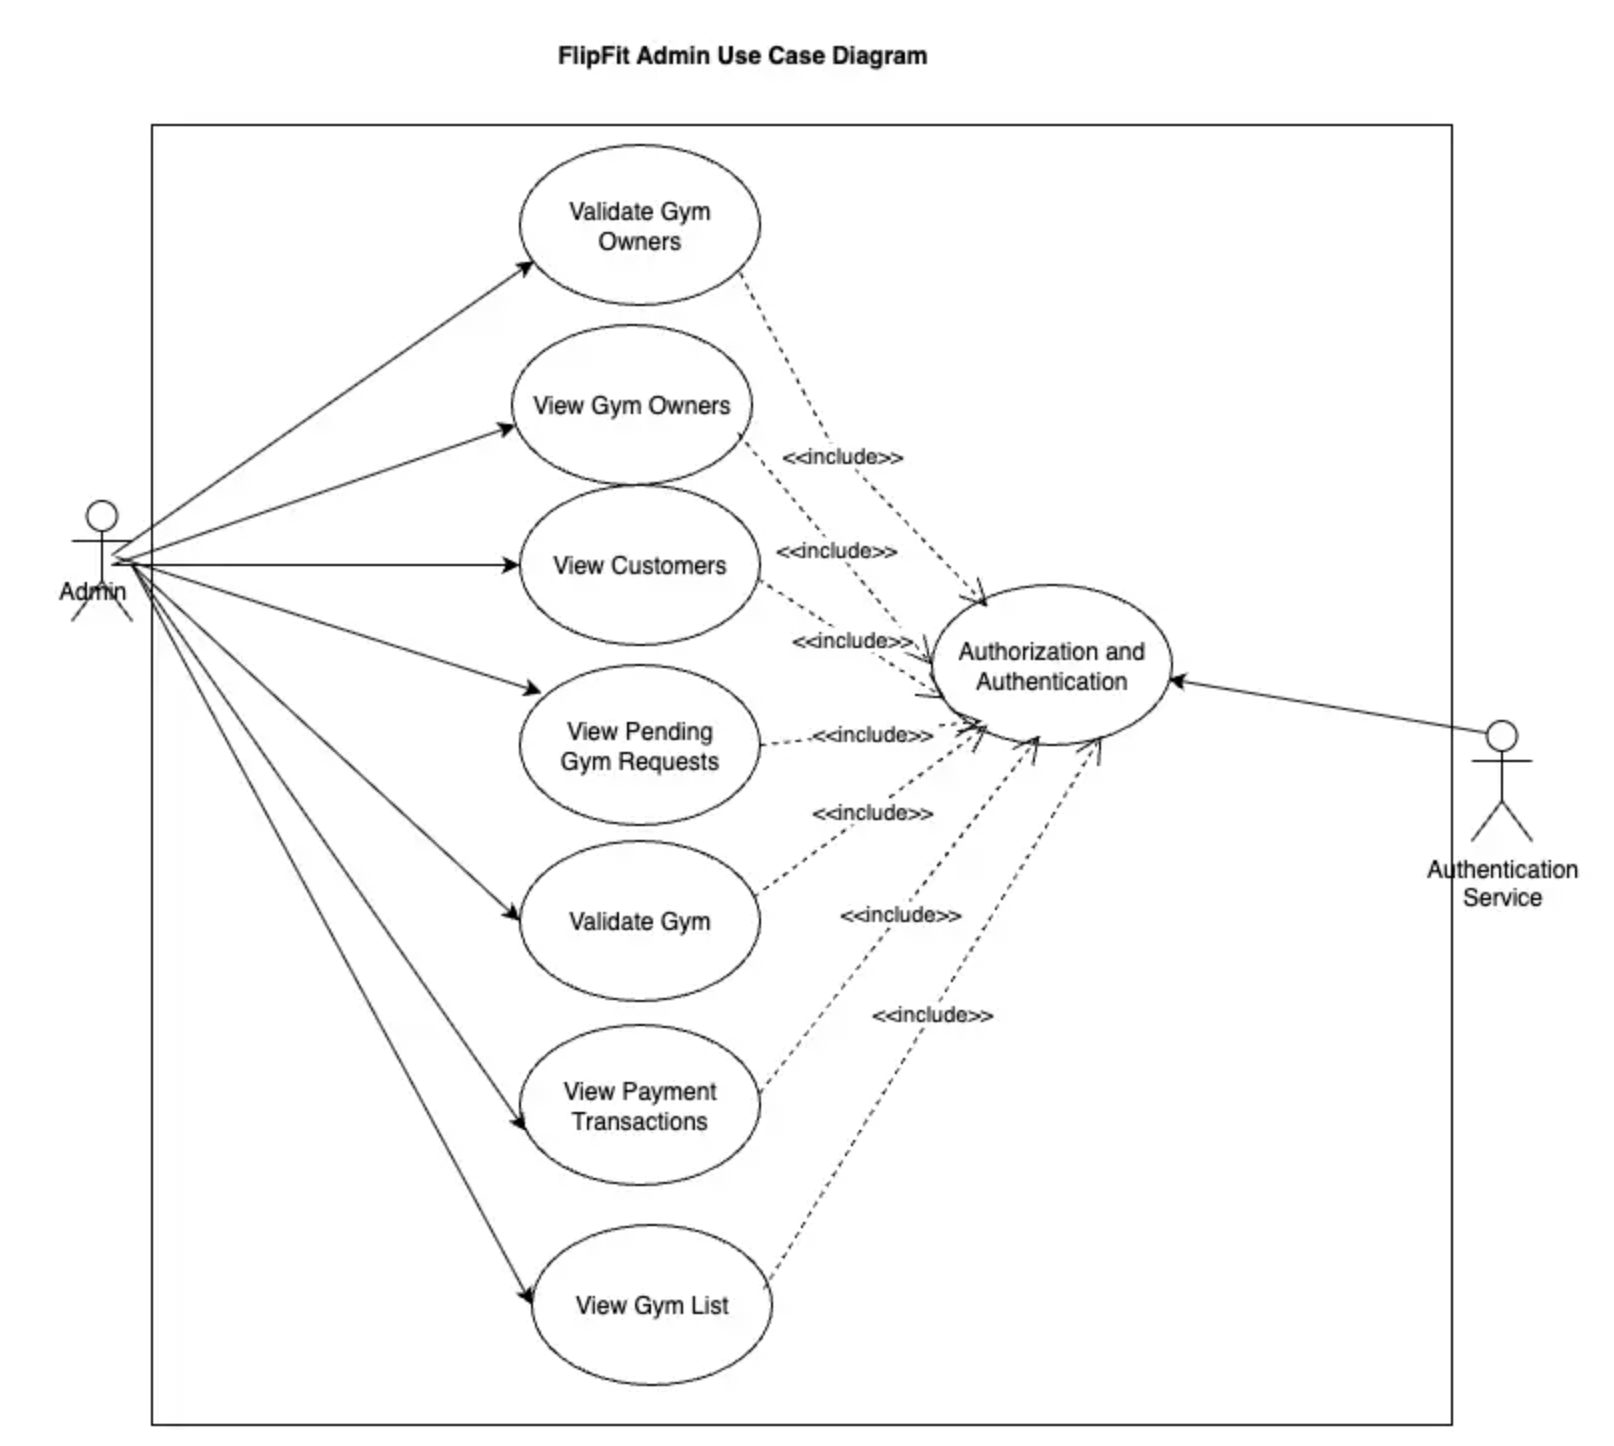 FlipFit Admin Use Case Diagram
Validate Gym
Owners
View Gym Owners
<<include>>
<<include>>
View Customers
Admin
<<include>>
Authorization and
Authentication
View Pending
Gym Requests
<<include>>
<<include>>
Authentication
Service
Validate Gym
<<include>>
<<include>>
View Payment
Transactions
View Gym List